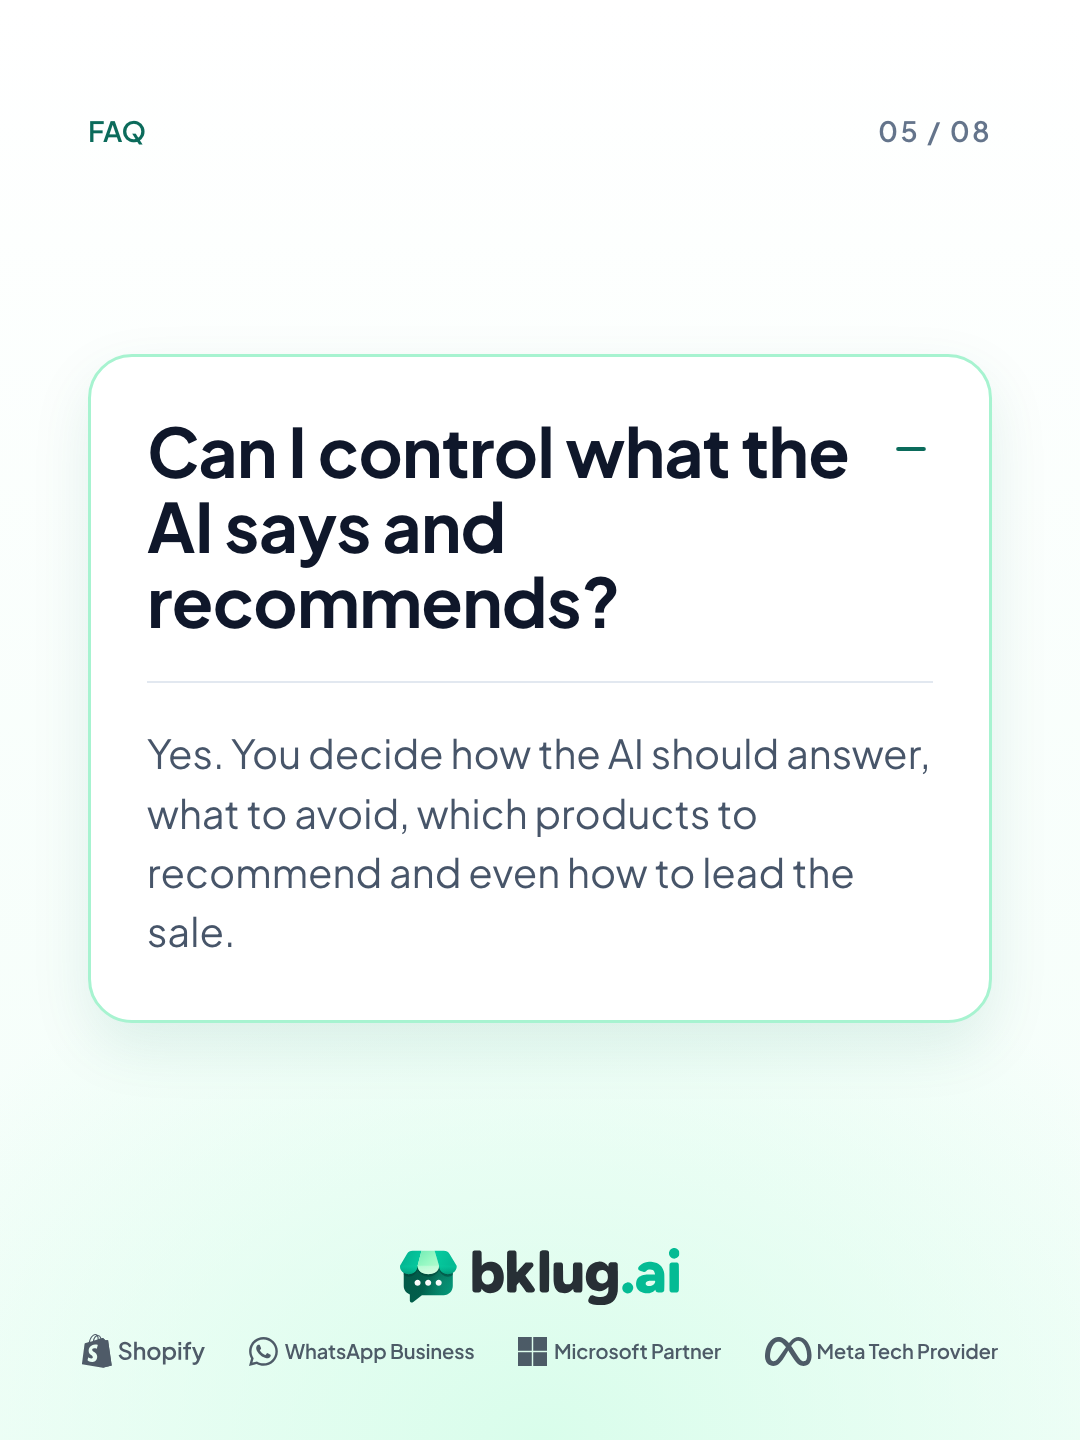 FAQ
05 / 08
Can I control what the
AI says and
recommends?
Yes. You decide how the AI should answer,
what to avoid, which products to
recommend and even how to lead the
sale.
bklug.ai
Shopify
WhatsApp Business
Microsoft Partner
Meta Tech Provider